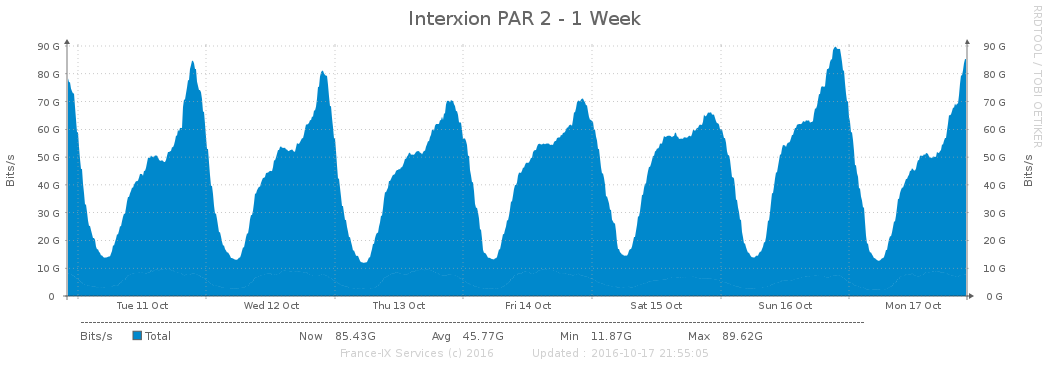 Interxion PAR 2 - 1 Week
RRDTOOL / TOBI OETIKER
Bits/s
90 G
80 G
70 G
60 G
50 G
40 G
30 G
20 G
10 G
0
90 G
80 G
70 G
60 G
50 G
40 G
30 G
20 G
10 G
0 G
Bits/s
Tue 11 Oct Wed 12 Oct Thu 13 Oct Fri 14 Oct Sat 15 Oct Sun 16 Oct Mon 17 Oct
Bits/s Total Now 85.43G Avg 45.77G Min 11.87G Max 89.62G
France-IX Services (c) 2016 Updated : 2016-10-17 21:55:05